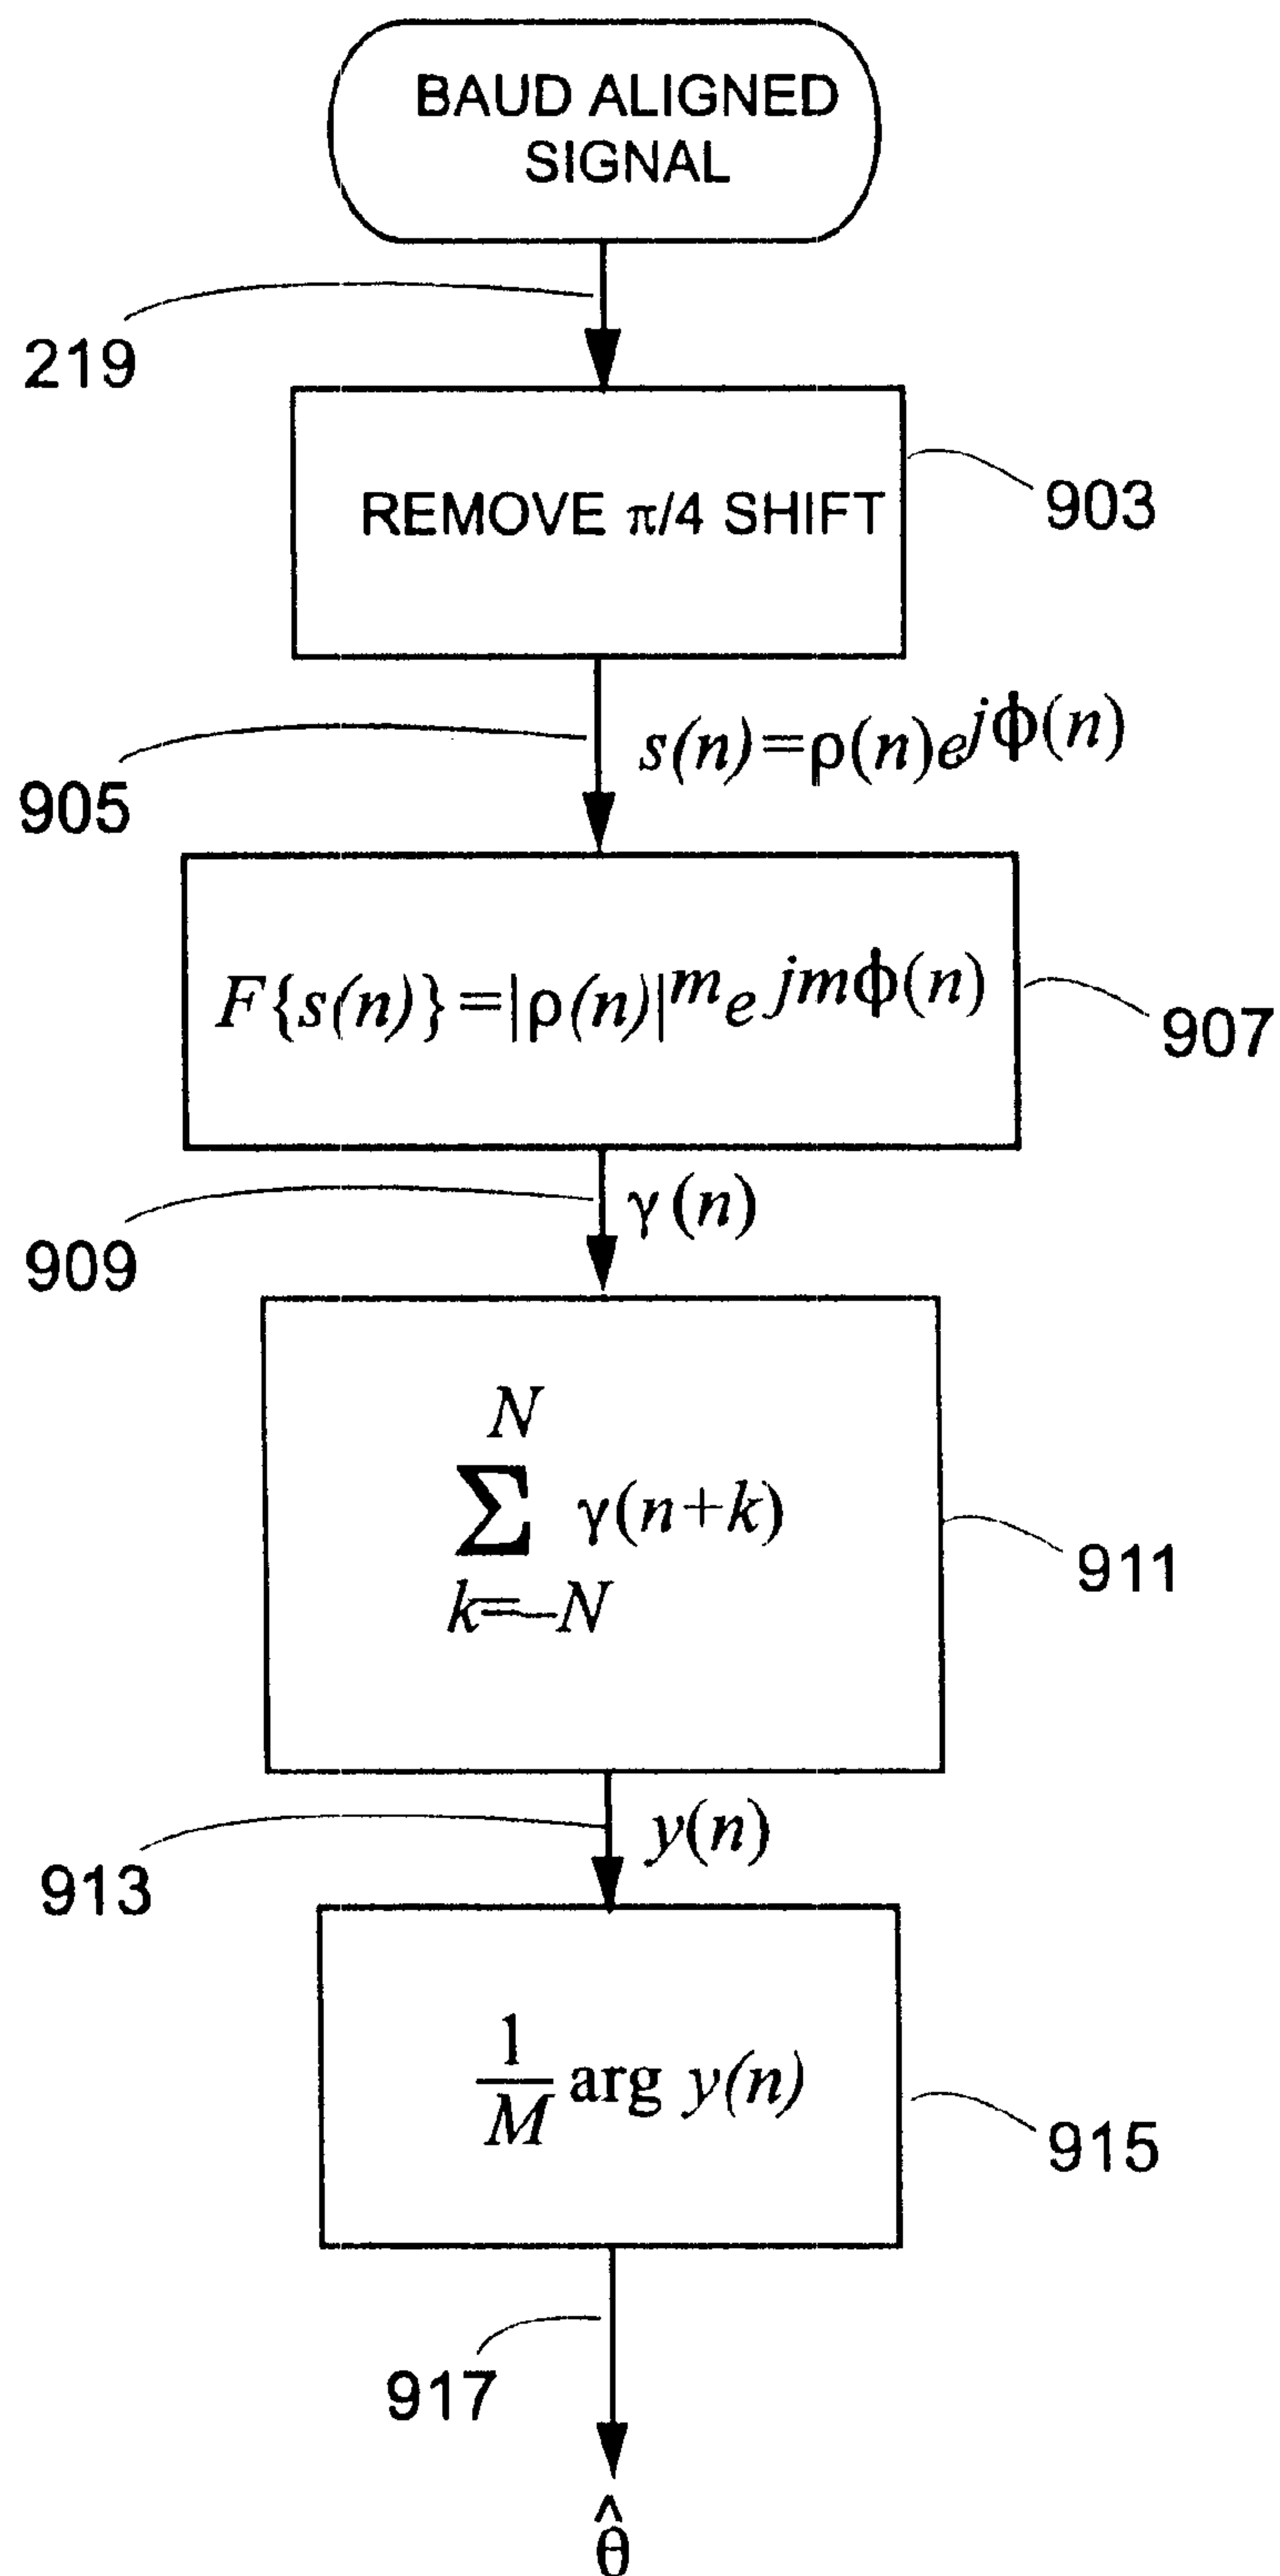 BAUD ALIGNED
SIGNAL
219
REMOVE π/4 SHIFT
903
s(n)=ρ(n)e^jϕ(n)
905
F{s(n)}=|ρ(n)|^m e^jmϕ(n)
907
γ(n)
909
N
Σ γ(n+k)
k=–N
911
y(n)
913
1/M arg y(n)
915
917
θ̂